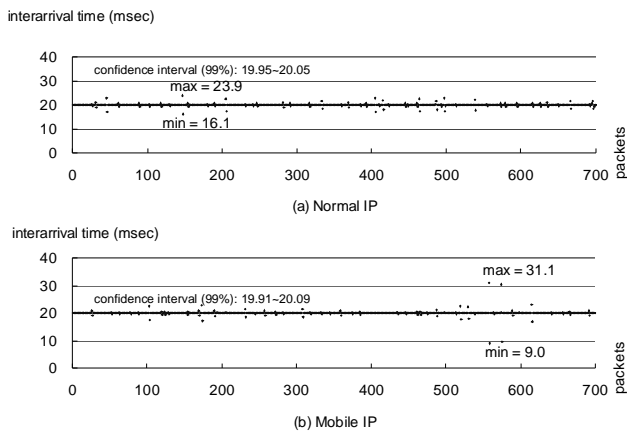 interarrival time (msec)
40
confidence interval (99%): 19.95~20.05
30
max = 23.9
20
min = 16.1
10
0
0 100 200 300 400 500 600 700
packets
(a) Normal IP
interarrival time (msec)
40
max = 31.1
30
confidence interval (99%): 19.91~20.09
20
10
min = 9.0
0
0 100 200 300 400 500 600 700
packets
(b) Mobile IP